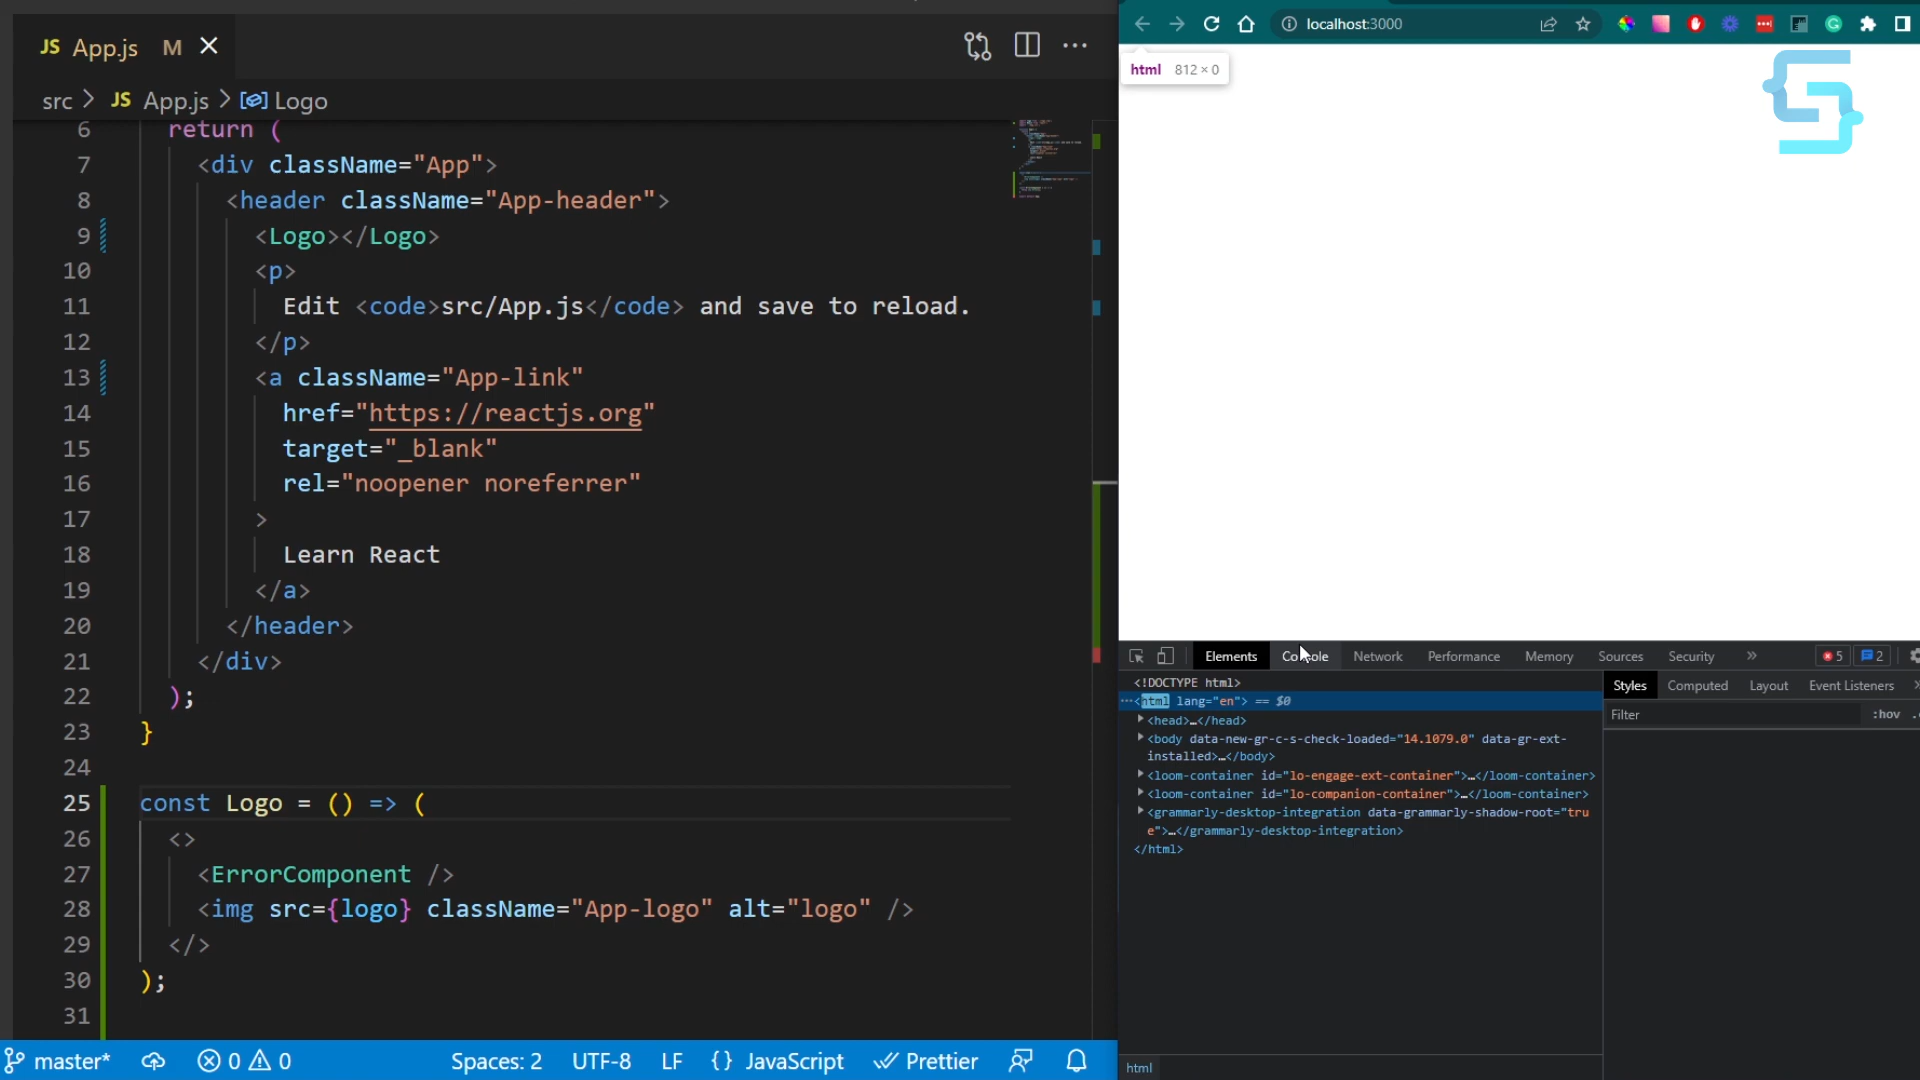 JS App.js M
src > JS App.js > Logo
6 return (
7 <div className="App">
8 <header className="App-header">
9 <Logo></Logo>
10 <p>
11 Edit <code>src/App.js</code> and save to reload.
12 </p>
13 <a className="App-link"
14 href="https://reactjs.org"
15 target="_blank"
16 rel="noopener noreferrer"
17 >
18 Learn React
19 </a>
20 </header>
21 </div>
22 );
23 }
24
25 const Logo = () => (
26 <>
27 <ErrorComponent />
28 <img src={logo} className="App-logo" alt="logo" />
29 </>
30 );
31
master* 0 0 Spaces: 2 UTF-8 LF {} JavaScript Prettier
localhost:3000
html 812 × 0
Elements Console Network Performance Memory Sources Security » 5 2
<!DOCTYPE html>
…<html lang="en"> == $0
<head>…</head>
<body data-new-gr-c-s-check-loaded="14.1079.0" data-gr-ext-
installed>…</body>
<loom-container id="lo-engage-ext-container">…</loom-container>
<loom-container id="lo-companion-container">…</loom-container>
<grammarly-desktop-integration data-grammarly-shadow-root="tru
e">…</grammarly-desktop-integration>
</html>
html
Styles Computed Layout Event Listeners »
Filter :hov .